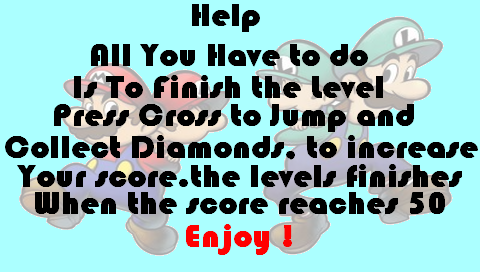 Help
All You Have to do
Is To Finish the Level
Press Cross to Jump and
Collect Diamonds, to increase
Your score.the levels finishes
When the score reaches 50
Enjoy !